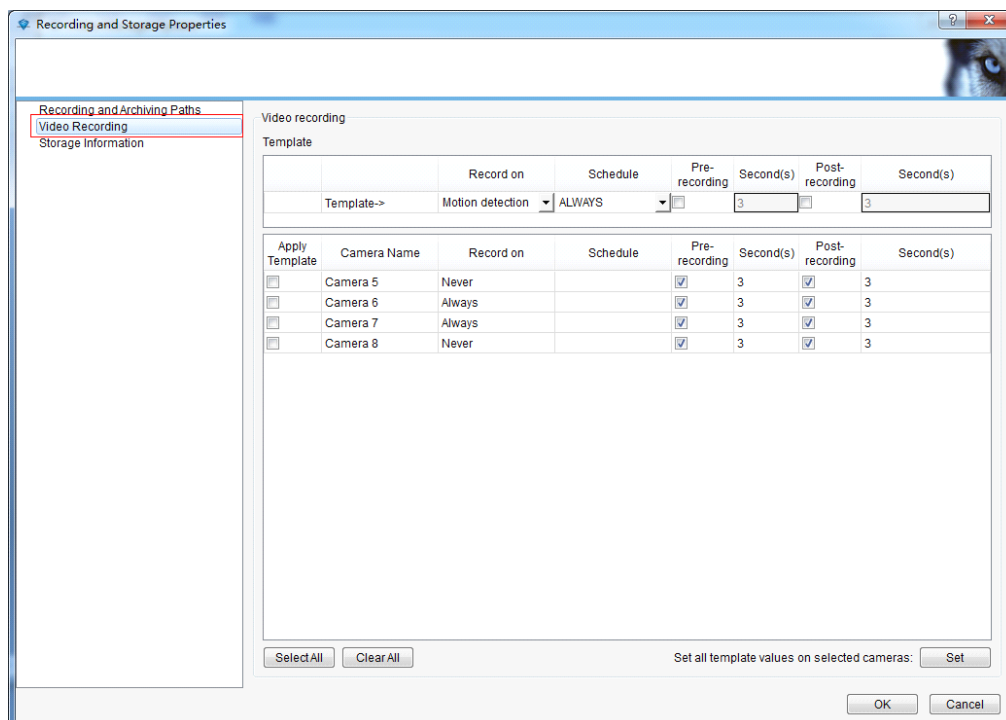 Recording and Storage Properties
?
Recording and Archiving Paths
Video Recording
Storage Information
Video recording
Template
Record on Schedule Pre-recording Second(s) Post-recording Second(s)
Template-> Motion detection ALWAYS 3 3
Apply Template Camera Name Record on Schedule Pre-recording Second(s) Post-recording Second(s)
Camera 5 Never 3 3
Camera 6 Always 3 3
Camera 7 Always 3 3
Camera 8 Never 3 3
Select All Clear All Set all template values on selected cameras: Set
OK Cancel